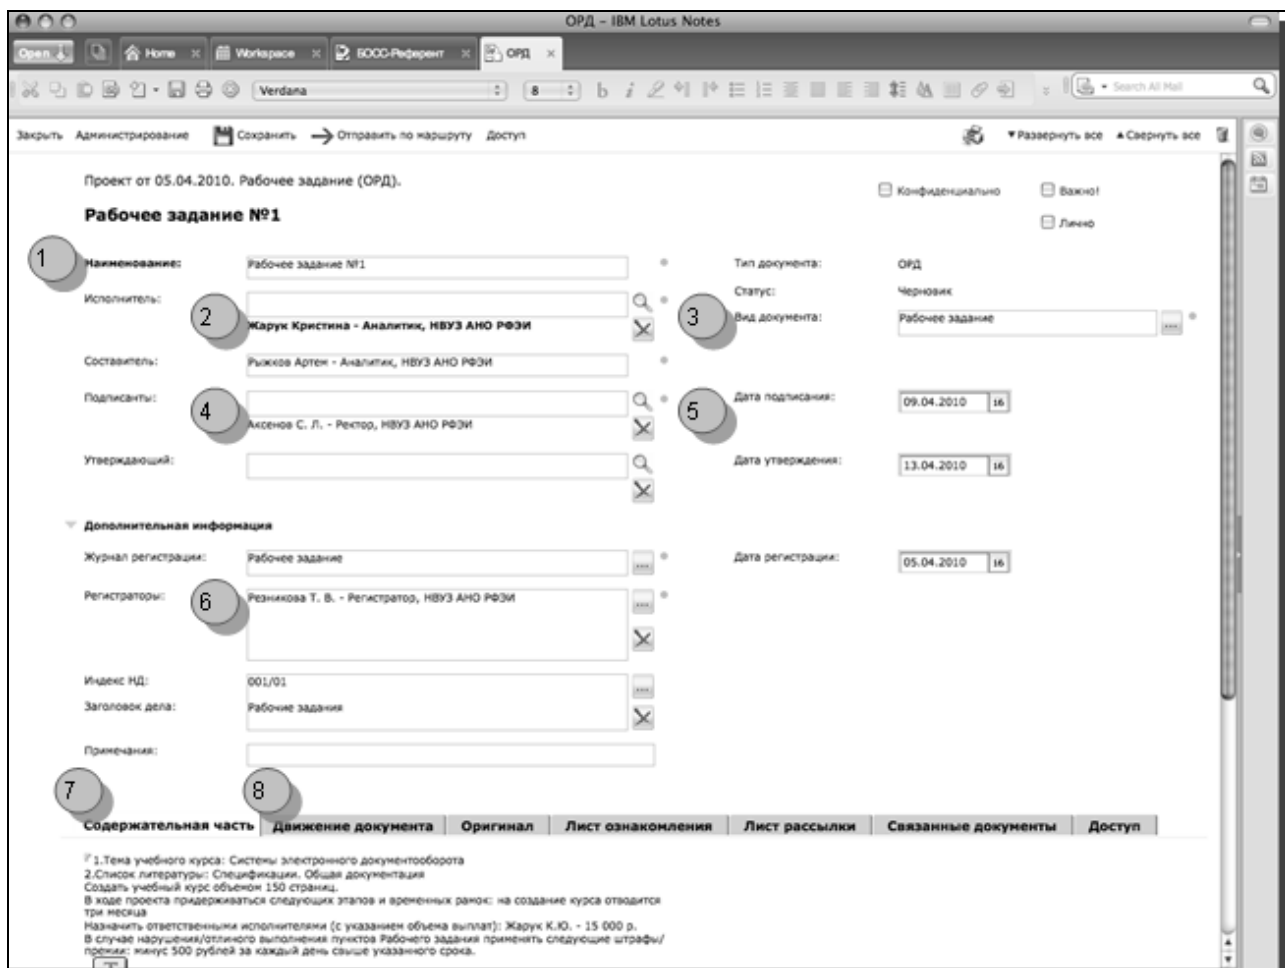 ОРД – IBM Lotus Notes
Open Home Workspace БОСС-Референт ОРД
Verdana 8 b i Search All Mail
Закрыть Администрирование Сохранить Отправить по маршруту Доступ ▼Развернуть все ▲Свернуть все
Проект от 05.04.2010. Рабочее задание (ОРД).
Конфиденциально Важно!
Рабочее задание №1
Лично
1 Наименование: Рабочее задание №1 Тип документа: ОРД
Исполнитель: Статус: Черновик
2 Жарук Кристина - Аналитик, НВУЗ АНО РФЭИ 3 Вид документа: Рабочее задание ...
Составитель: Рыжков Артем - Аналитик, НВУЗ АНО РФЭИ
Подписанты: 5 Дата подписания: 09.04.2010 16
4 Аксенов С. Л. - Ректор, НВУЗ АНО РФЭИ
Утверждающий: Дата утверждения: 13.04.2010 16
Дополнительная информация
Журнал регистрации: Рабочее задание ... Дата регистрации: 05.04.2010 16
Регистраторы: 6 Резникова Т. В. - Регистратор, НВУЗ АНО РФЭИ ...
Индекс НД: 001/01 ...
Заголовок дела: Рабочие задания
Примечания:
7 8
Содержательная часть Движение документа Оригинал Лист ознакомления Лист рассылки Связанные документы Доступ
1.Тема учебного курса: Системы электронного документооборота
2.Список литературы: Спецификации. Общая документация
Создать учебный курс объемом 150 страниц.
В ходе проекта придерживаться следующих этапов и временных рамок: на создание курса отводится
три месяца
Назначить ответственными исполнителями (с указанием объема выплат): Жарук К.Ю. - 15 000 р.
В случае нарушения/отлиного выполнения пунктов Рабочего задания применять следующие штрафы/
премии: минус 500 рублей за каждый день свыше указанного срока.
T